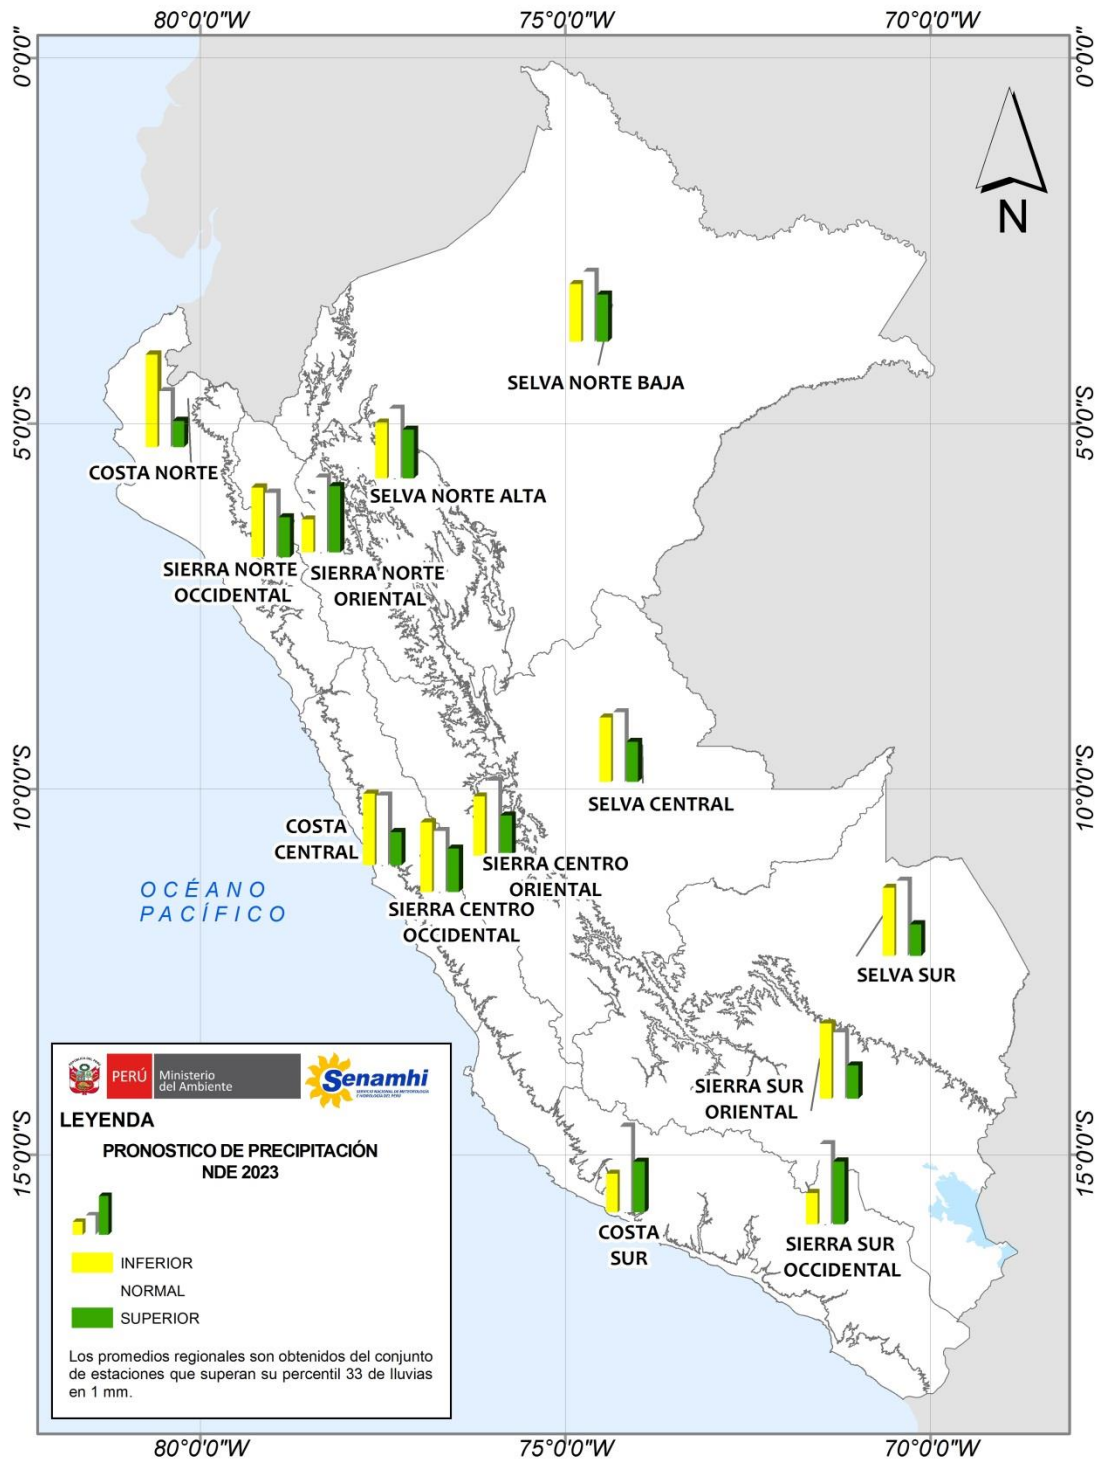 80°0'0"W 75°0'0"W 70°0'0"W
0°0'0" 0°0'0"
N
SELVA NORTE BAJA
5°0'0"S 5°0'0"S
COSTA NORTE
SELVA NORTE ALTA
SIERRA NORTE
OCCIDENTAL
SIERRA NORTE
ORIENTAL
SELVA CENTRAL
10°0'0"S 10°0'0"S
COSTA
CENTRAL
SIERRA CENTRO
ORIENTAL
SIERRA CENTRO
OCCIDENTAL
OCÉANO
PACÍFICO
SELVA SUR
SIERRA SUR
ORIENTAL
15°0'0"S 15°0'0"S
COSTA
SUR
SIERRA SUR
OCCIDENTAL
PERÚ
Ministerio
del Ambiente
Senamhi
LEYENDA
PRONOSTICO DE PRECIPITACIÓN
NDE 2023
INFERIOR
NORMAL
SUPERIOR
Los promedios regionales son obtenidos del conjunto
de estaciones que superan su percentil 33 de lluvias
en 1 mm.
80°0'0"W 75°0'0"W 70°0'0"W